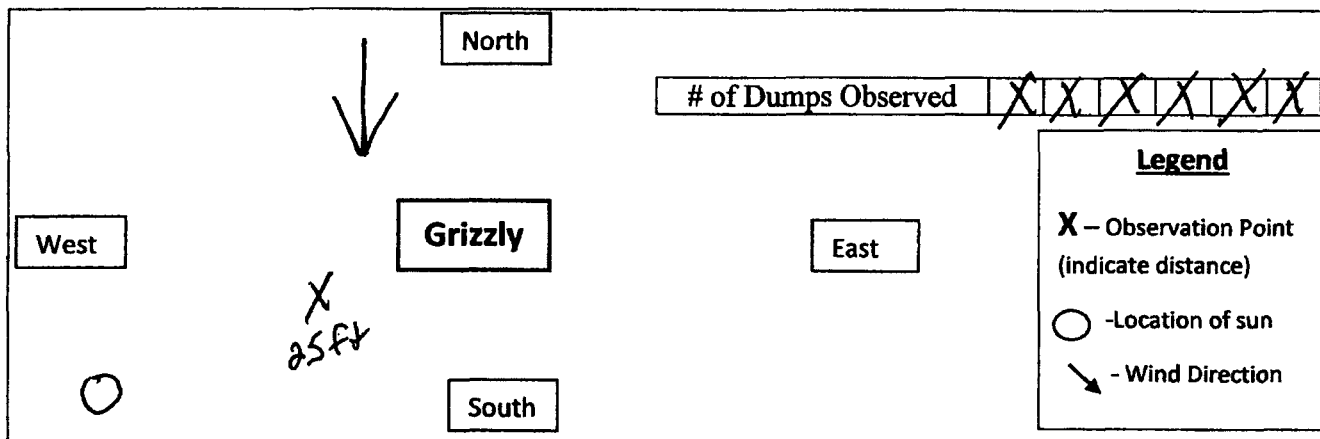 North
# of Dumps Observed X X X X X X
Legend
X – Observation Point
(indicate distance)
-Location of sun
- Wind Direction
West
Grizzly
East
X
25ft
South